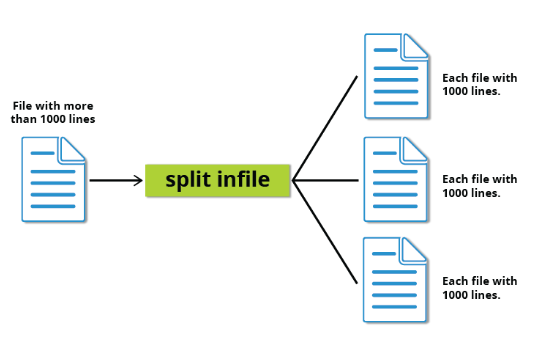 File with more
than 1000 lines
split infile
Each file with
1000 lines.
Each file with
1000 lines.
Each file with
1000 lines.